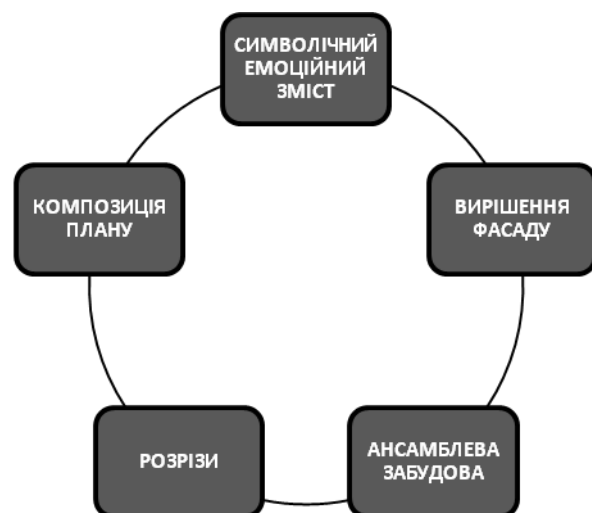 СИМВОЛІЧНИЙ
ЕМОЦІЙНИЙ
ЗМІСТ
КОМПОЗИЦІЯ
ПЛАНУ
ВИРІШЕННЯ
ФАСАДУ
РОЗРІЗИ
АНСАМБЛЕВА
ЗАБУДОВА